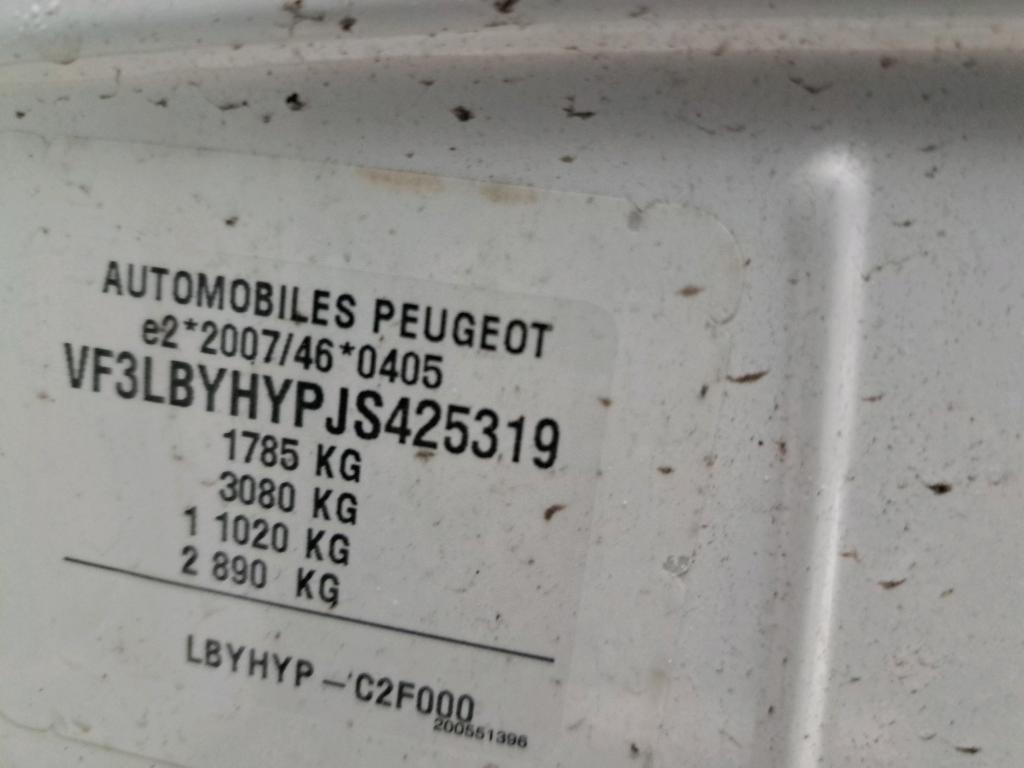 AUTOMOBILES PEUGEOT
e2*2007/46*0405
VF3LBYHYPJS425319
1785 KG
3080 KG
1 1020 KG
2 890 KG
LBYHYP - C2F000
200551396